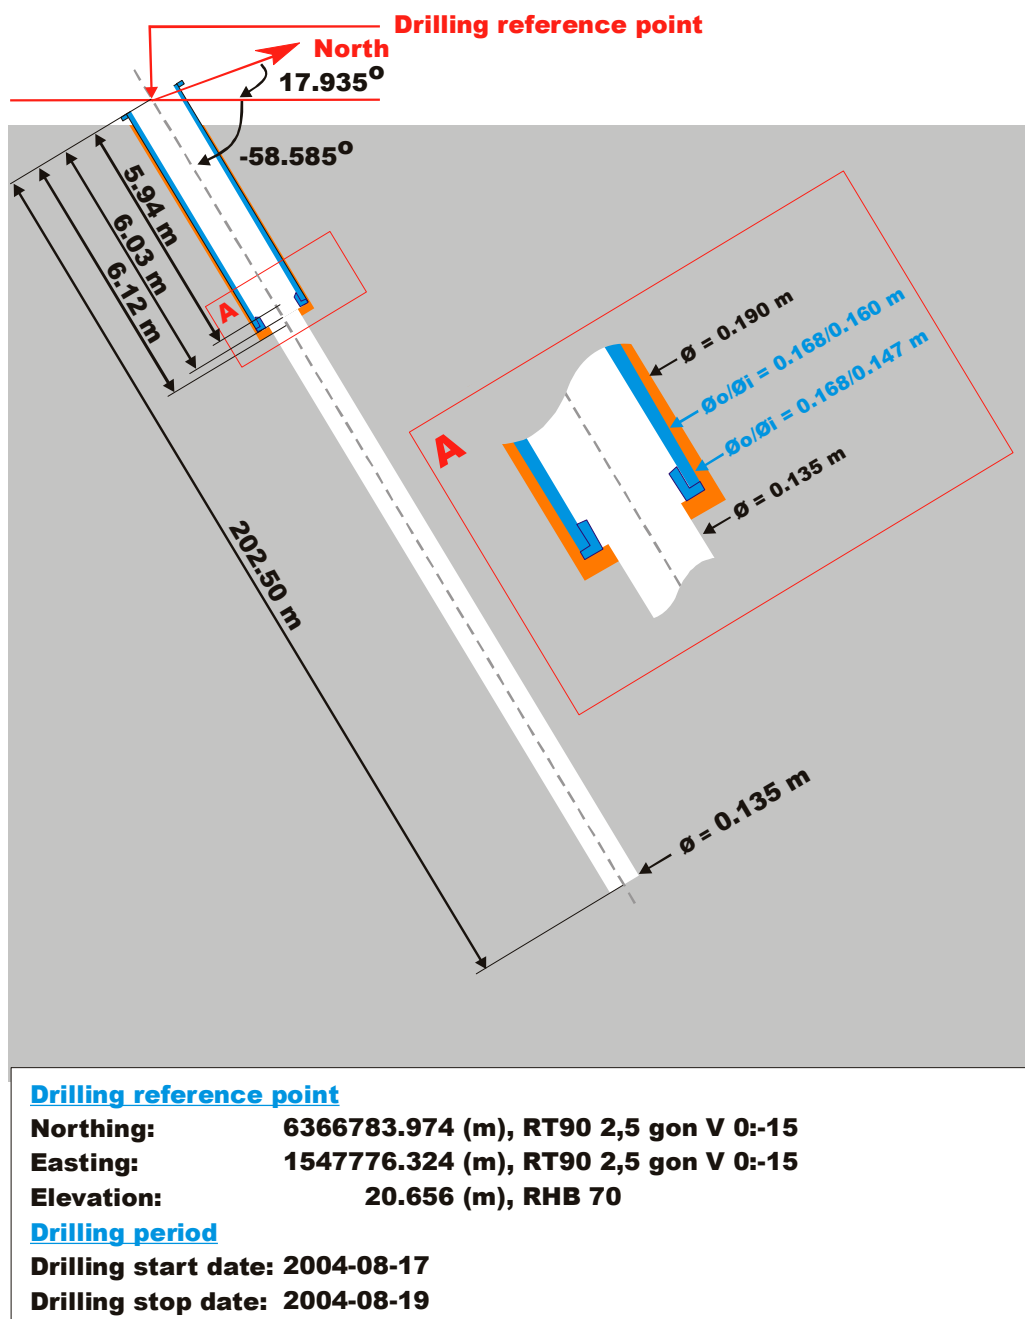 Drilling reference point
North
17.935°
-58.585°
5.94 m
6.03 m
6.12 m
A
202.50 m
A
Ø = 0.190 m
Øo/Øi = 0.168/0.160 m
Øo/Øi = 0.168/0.147 m
Ø = 0.135 m
Ø = 0.135 m
Drilling reference point
Northing: 6366783.974 (m), RT90 2,5 gon V 0:-15
Easting: 1547776.324 (m), RT90 2,5 gon V 0:-15
Elevation: 20.656 (m), RHB 70
Drilling period
Drilling start date: 2004-08-17
Drilling stop date: 2004-08-19